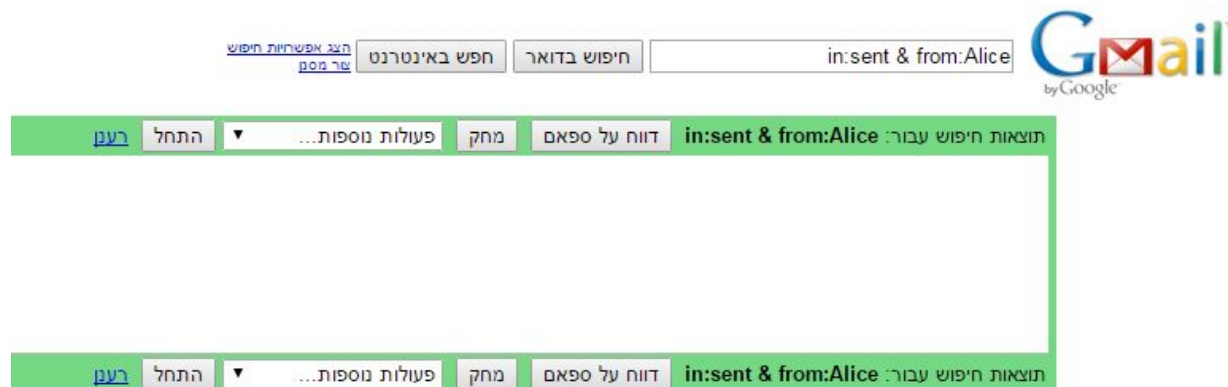 Gmail
by Google
in:sent & from:Alice חיפוש בדואר חפש באינטרנט הצג אפשרויות חיפוש
צור מסנן
תוצאות חיפוש עבור: in:sent & from:Alice דווח על ספאם מחק פעולות נוספות... התחל רענן
תוצאות חיפוש עבור: in:sent & from:Alice דווח על ספאם מחק פעולות נוספות... התחל רענן